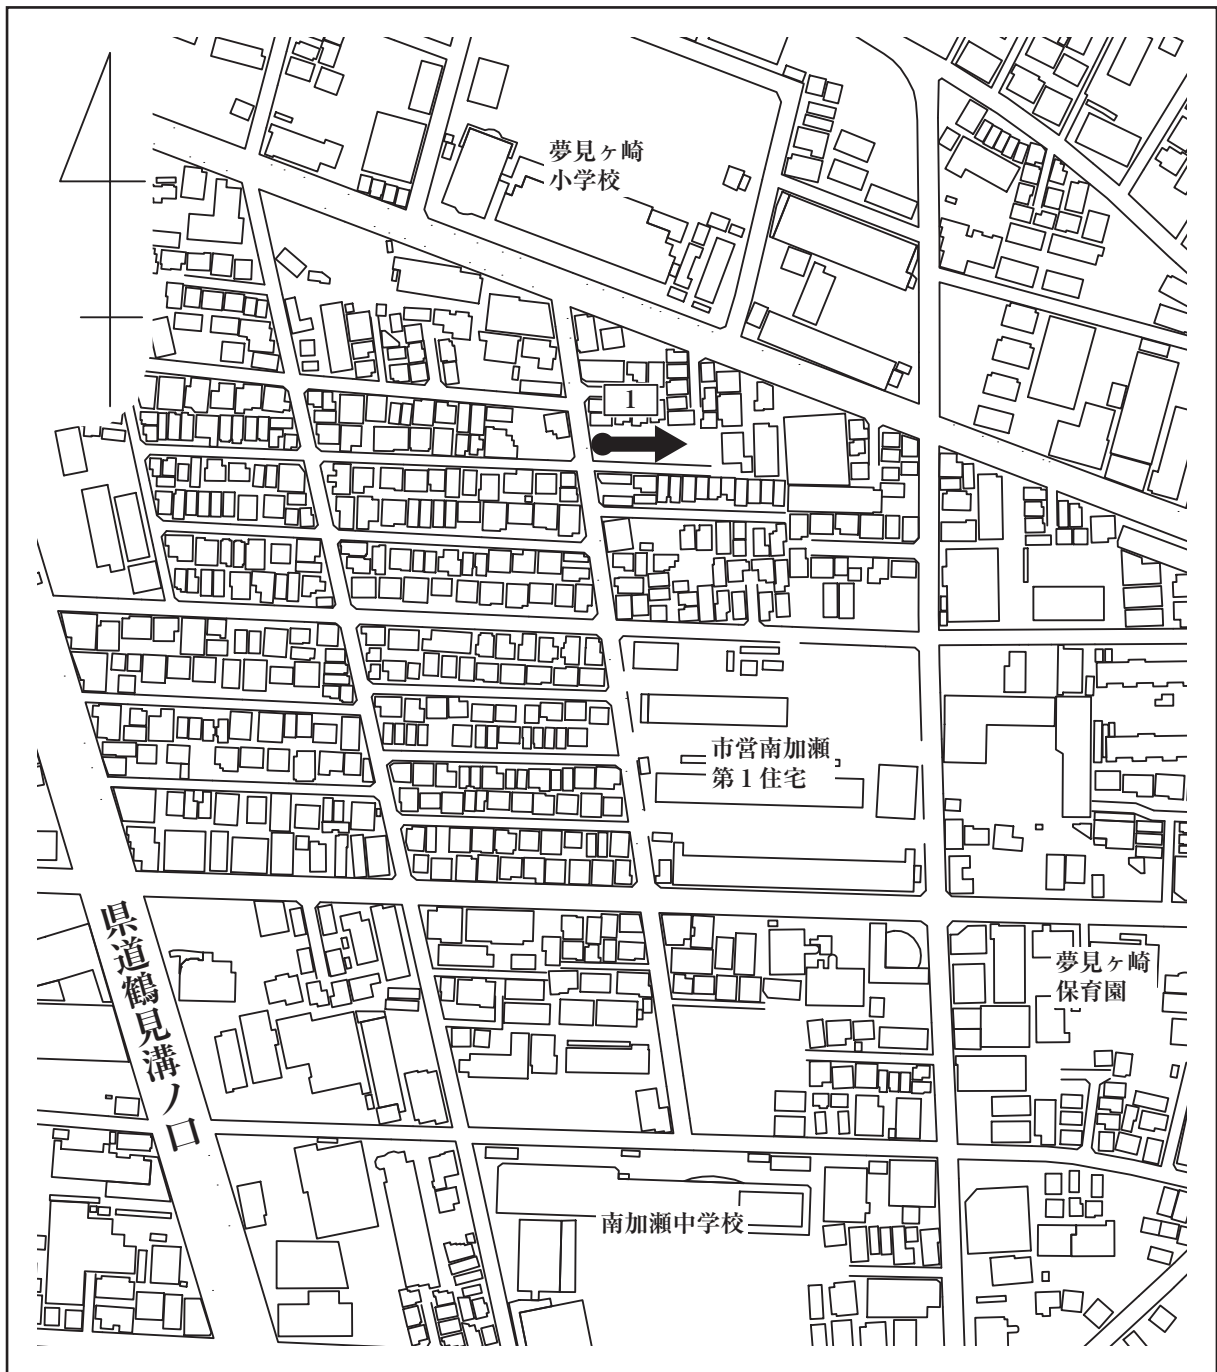 夢見ヶ崎
小学校
1
市営南加瀬
第1住宅
県道鶴見溝ノ口
夢見ヶ崎
保育園
南加瀬中学校